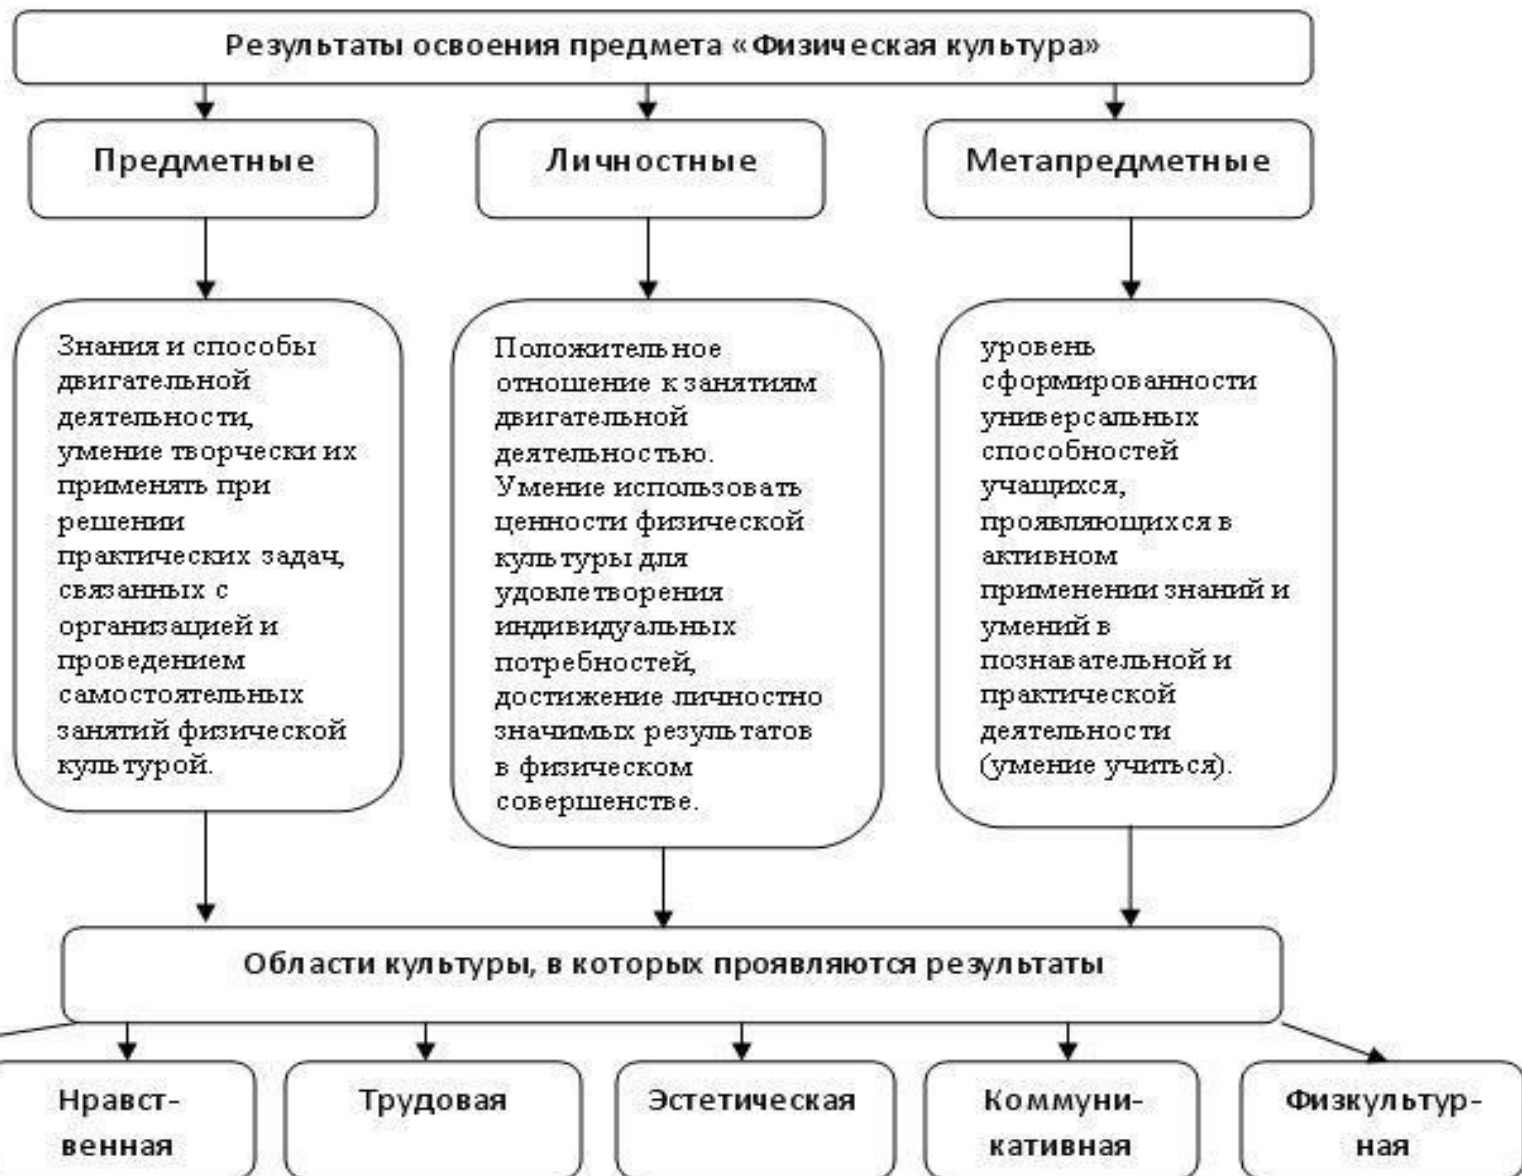 Результаты освоения предмета «Физическая культура»
Предметные
Личностные
Метапредметные
Знания и способы
двигательной
деятельности,
умение творчески их
применять при
решении
практических задач,
связанных с
организацией и
проведением
самостоятельных
занятий физической
культурой.
Положительное
отношение к занятиям
двигательной
деятельностью.
Умение использовать
ценности физической
культуры для
удовлетворения
индивидуальных
потребностей,
достижение личностно
значимых результатов
в физическом
совершенстве.
уровень
сформированности
универсальных
способностей
учащихся,
проявляющихся в
активном
применении знаний и
умений в
познавательной и
практической
деятельности
(умение учиться).
Области культуры, в которых проявляются результаты
Нравст-
венная
Трудовая
Эстетическая
Коммуни-
кативная
Физкультур-
ная